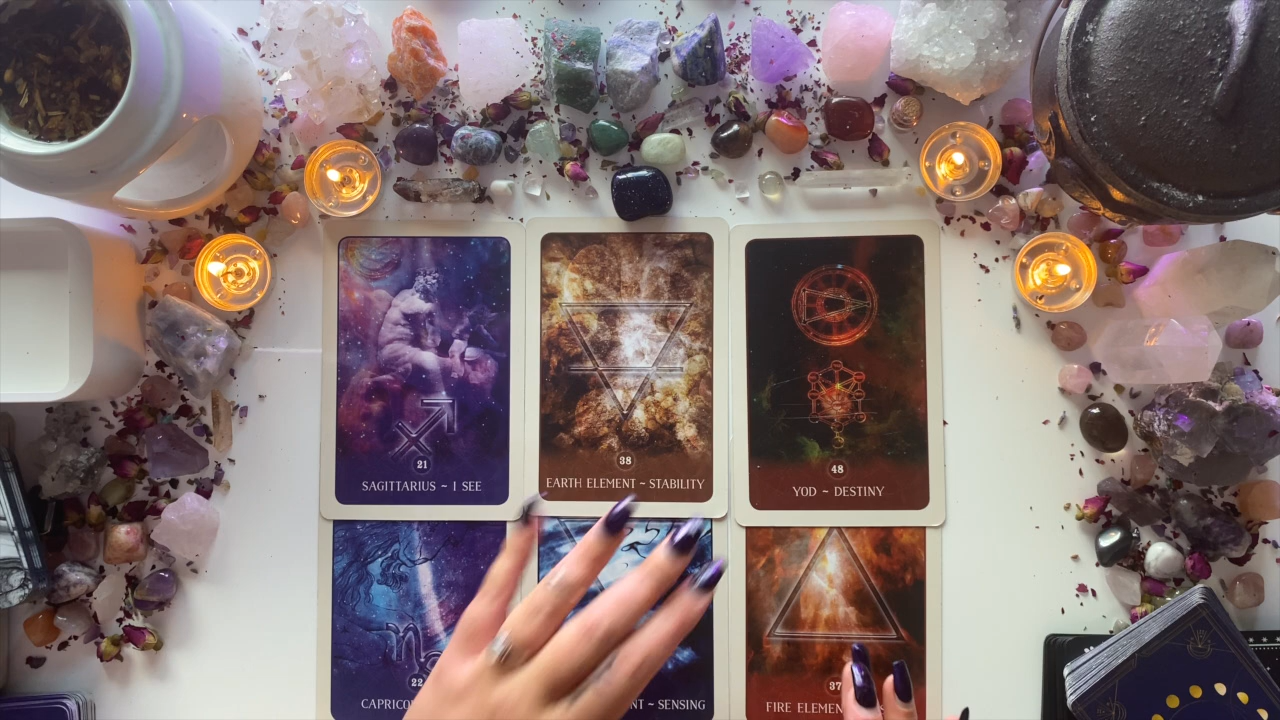 21
SAGITTARIUS ~ I SEE
38
EARTH ELEMENT ~ STABILITY
48
YOD ~ DESTINY
22
~ SENSING
37
FIRE ELEMEN